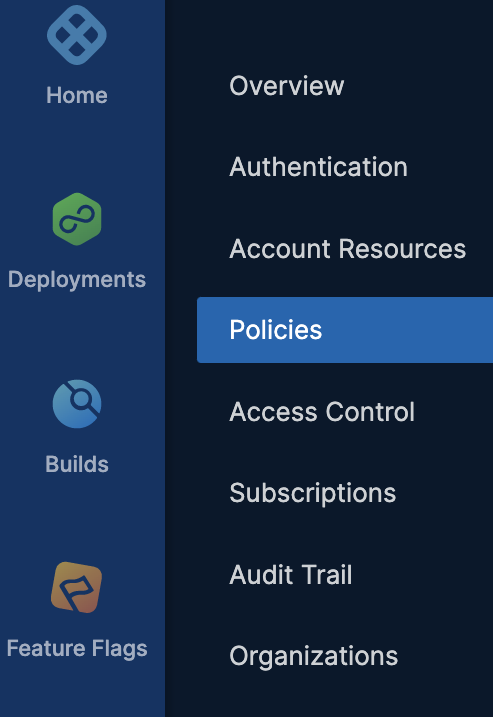 Home
Deployments
Builds
Feature Flags
Overview
Authentication
Account Resources
Policies
Access Control
Subscriptions
Audit Trail
Organizations